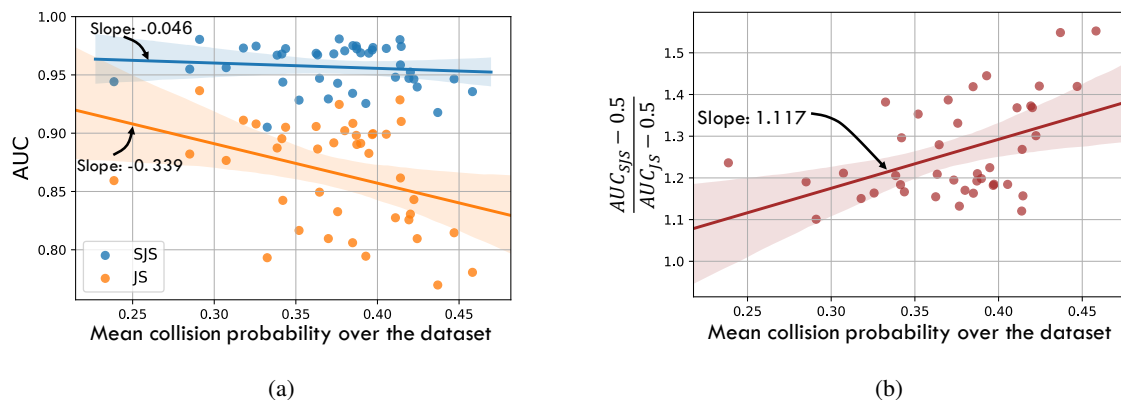 1.00
0.95
0.90
0.85
0.80
AUC
Slope: -0.046
Slope: -0.339
SJS
JS
0.25 0.30 0.35 0.40 0.45
Mean collision probability over the dataset
(a)
1.5
1.4
1.3
1.2
1.1
1.0
AUC_SJS − 0.5
AUC_JS − 0.5
Slope: 1.117
0.25 0.30 0.35 0.40 0.45
Mean collision probability over the dataset
(b)